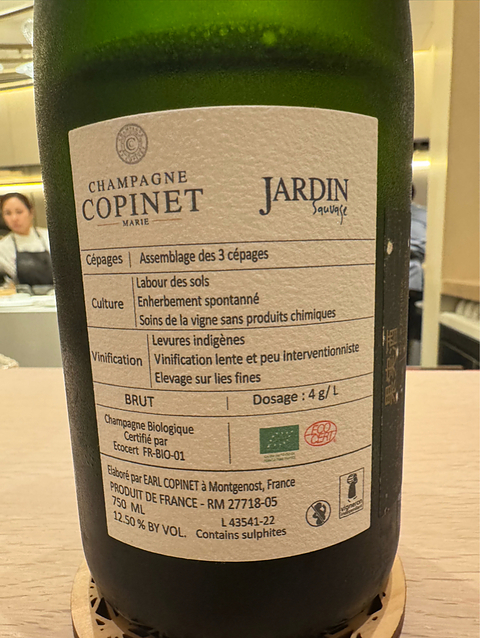 CHAMPAGNE
COPINET
MARIE
JARDIN
Sauvage
Cépages
Assemblage des 3 cépages
Culture
Labour des sols
Enherbement spontanné
Soins de la vigne sans produits chimiques
Vinification
Levures indigènes
Vinification lente et peu interventionniste
Elevage sur lies fines
BRUT
Dosage : 4 g/ L
Champagne Biologique
Certifié par
Ecocert FR-BIO-01
ECO
CERT
Elaboré par EARL COPINET à Montgenost, France
PRODUIT DE FRANCE - RM 27718-05
750 ML
12.50 % BY VOL.
L 43541-22
Contains sulphites